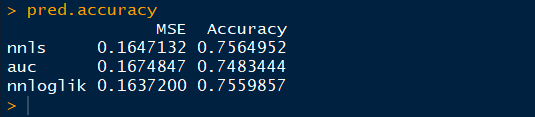 > pred.accuracy
MSE Accuracy
nnls 0.1647132 0.7564952
auc 0.1674847 0.7483444
nnloglik 0.1637200 0.7559857
>